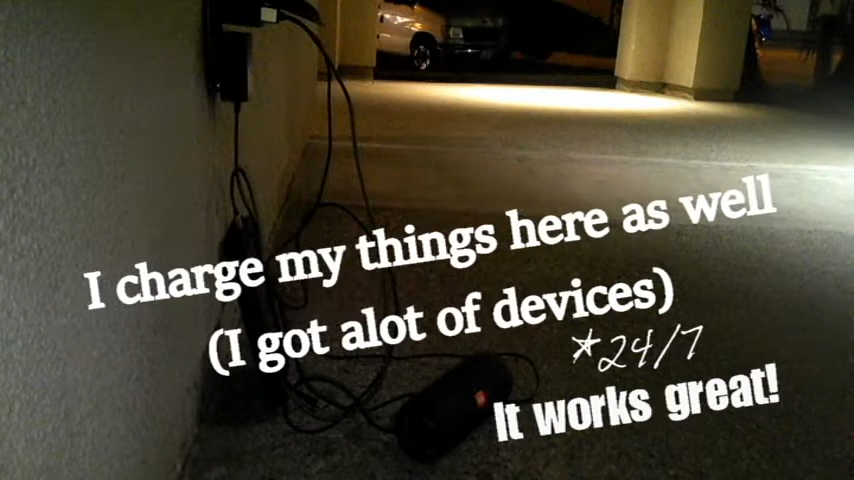 I charge my things here as well
(I got alot of devices)
*24/7
It works great!